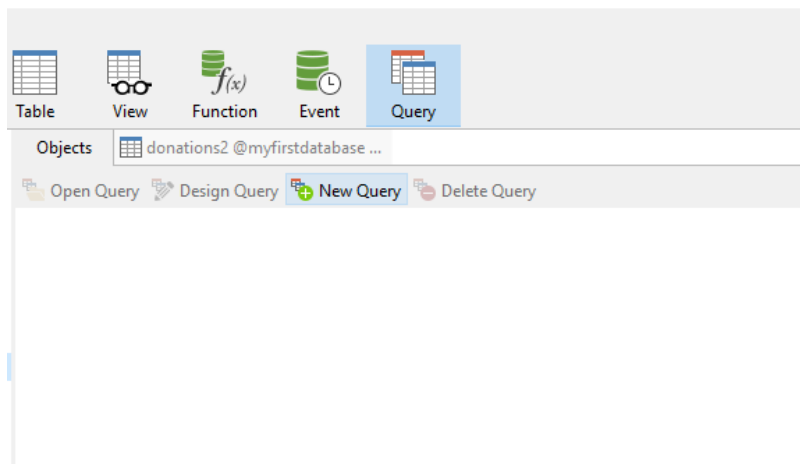 f(x)
Table View Function Event Query
Objects donations2 @myfirstdatabase ...
Open Query Design Query New Query Delete Query